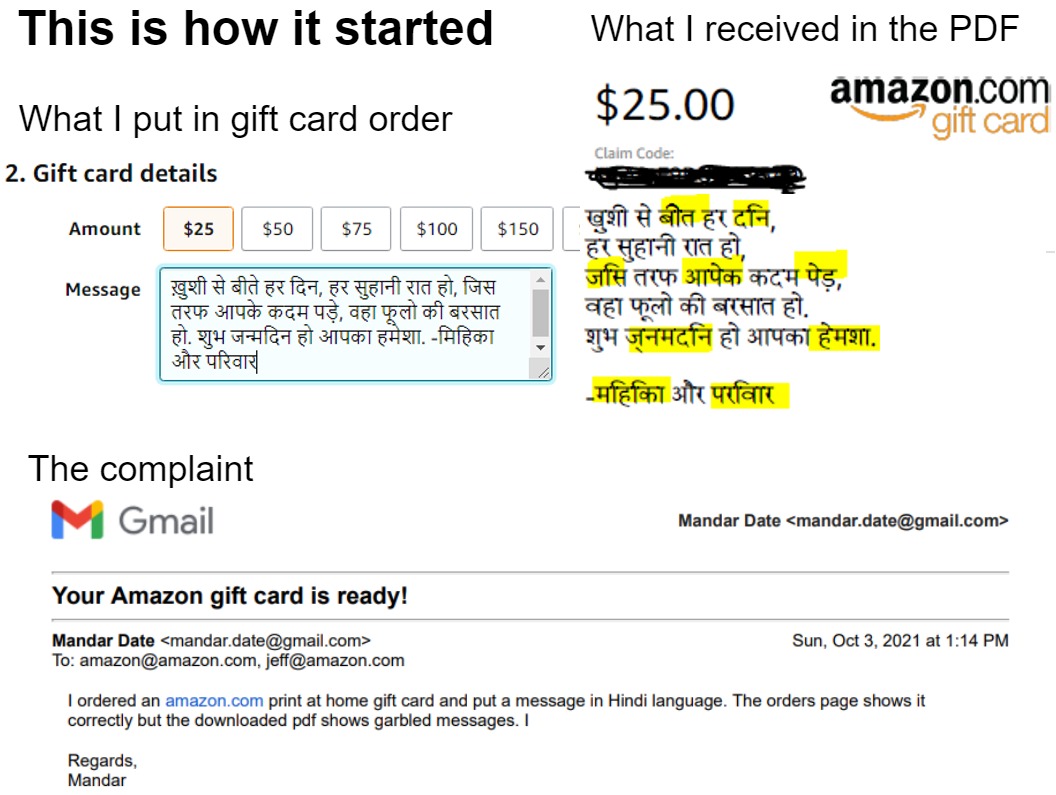 This is how it started
What I put in gift card order
2. Gift card details
Amount $25 $50 $75 $100 $150
Message
ख़ुशी से बीते हर दिन, हर सुहानी रात हो, जिस
तरफ आपके कदम पड़े, वहा फूलो की बरसात
हो. शुभ जन्मदिन हो आपका हमेशा. -मिहिका
और परिवार
What I received in the PDF
$25.00
amazon.com
gift card
Claim Code:
ख़ुशी से बीेत हर दनि,
हर सुहानी रात हो,
जसि तरफ आपेक कदम पेड़,
वहा फूलो की बरसात हो.
शुभ ज्नमदनि हो आपका हेमशा.
-महिकिा और परविार
The complaint
Gmail
Mandar Date <mandar.date@gmail.com>
Your Amazon gift card is ready!
Mandar Date <mandar.date@gmail.com> Sun, Oct 3, 2021 at 1:14 PM
To: amazon@amazon.com, jeff@amazon.com
I ordered an amazon.com print at home gift card and put a message in Hindi language. The orders page shows it
correctly but the downloaded pdf shows garbled messages. I
Regards,
Mandar